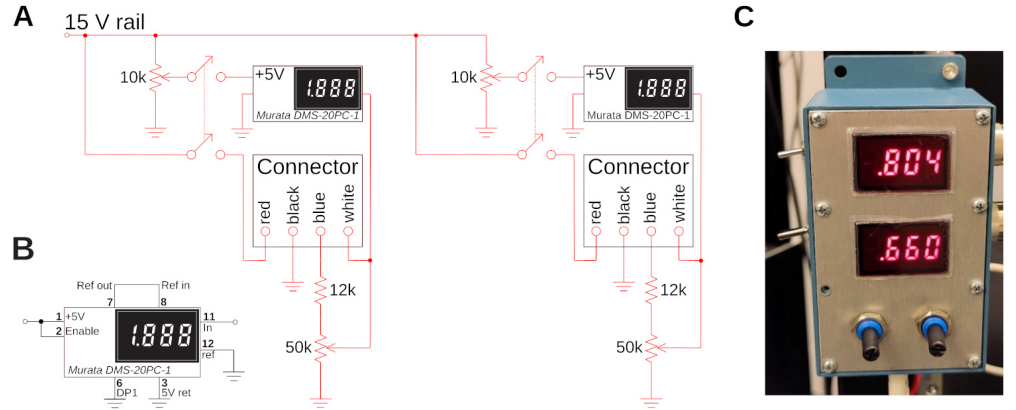 A
15 V rail
10k
+5V
1.888
Murata DMS-20PC-1
Connector
red
black
blue
white
12k
50k
10k
+5V
1.888
Murata DMS-20PC-1
Connector
red
black
blue
white
12k
50k
B
Ref out
Ref in
7
8
1
+5V
2
Enable
1.888
11
In
12
ref
Murata DMS-20PC-1
6
DP1
3
5V ret
C
.804
.660